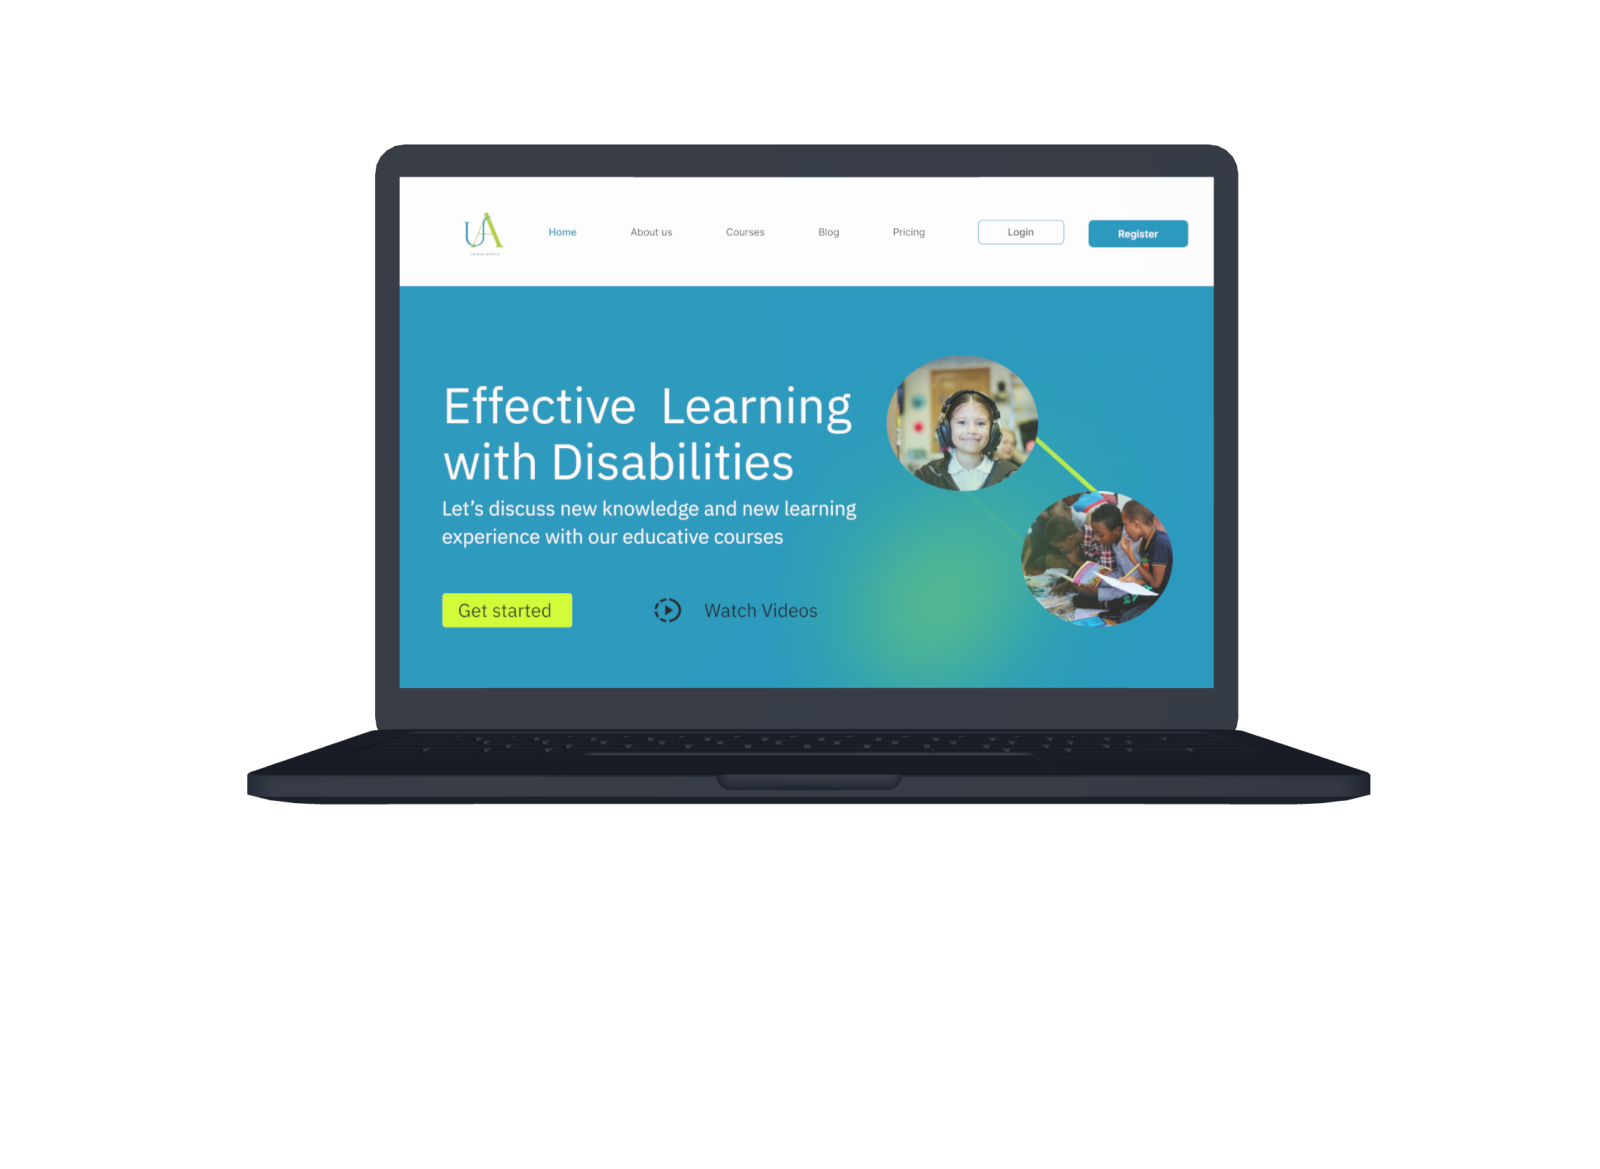 UA
Home About us Courses Blog Pricing Login Register
Effective Learning
with Disabilities
Let’s discuss new knowledge and new learning
experience with our educative courses
Get started Watch Videos